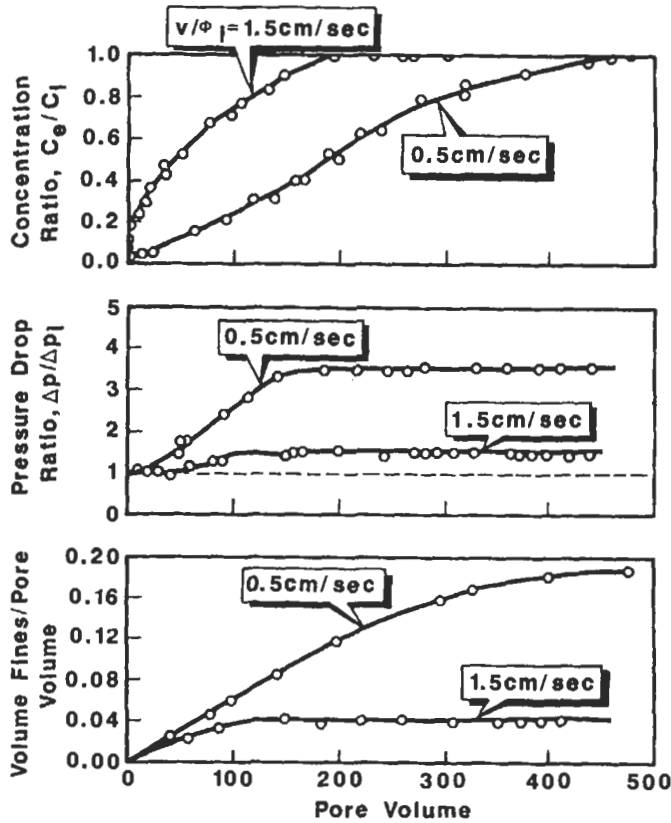 v/Φi=1.5cm/sec
Concentration
Ratio, Ce/Ci
1.0
0.8
0.6
0.4
0.2
0.0
0.5cm/sec
Pressure Drop
Ratio, Δp/Δpi
5
4
3
2
1
0
0.5cm/sec
1.5cm/sec
Volume Fines/Pore
Volume
0.20
0.16
0.12
0.08
0.04
0.00
0.5cm/sec
1.5cm/sec
0 100 200 300 400 500
Pore Volume